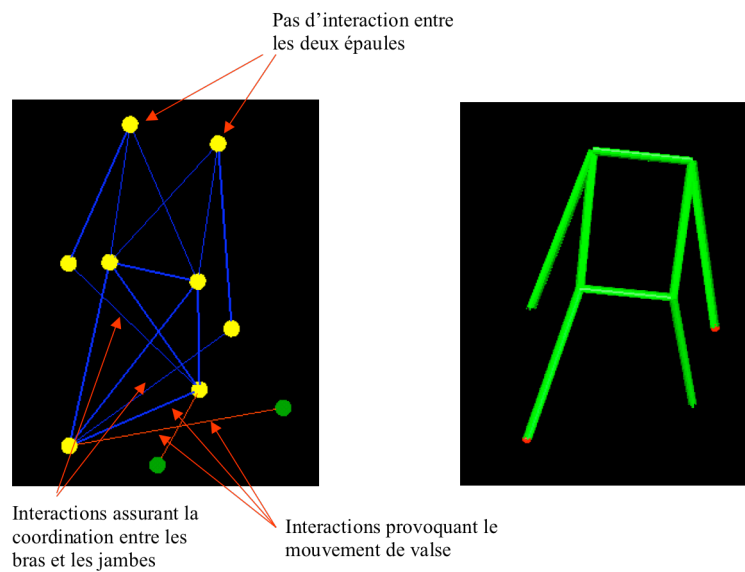 Pas d’interaction entre
les deux épaules
Interactions assurant la
coordination entre les
bras et les jambes
Interactions provoquant le
mouvement de valse